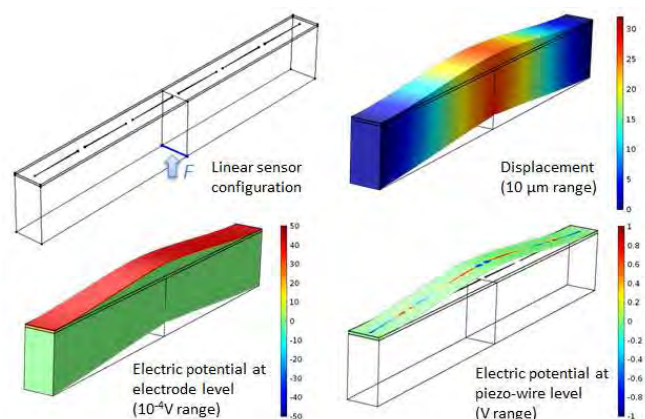 F
Linear sensor
configuration
30
25
20
15
10
5
0
Displacement
(10 µm range)
50
40
30
20
10
0
-10
-20
-30
-40
-50
Electric potential at
electrode level
(10⁻⁴V range)
1
0.8
0.6
0.4
0.2
0
-0.2
-0.4
-0.6
-0.8
-1
Electric potential at
piezo-wire level
(V range)